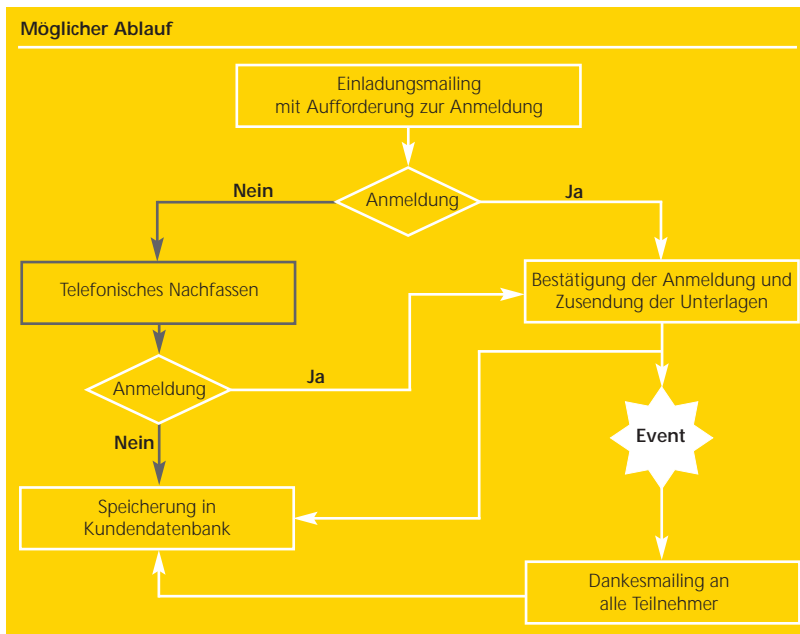 Möglicher Ablauf
Einladungsmailing
mit Aufforderung zur Anmeldung
Nein
Anmeldung
Ja
Telefonisches Nachfassen
Bestätigung der Anmeldung und
Zusendung der Unterlagen
Anmeldung
Ja
Nein
Event
Speicherung in
Kundendatenbank
Dankesmailing an
alle Teilnehmer